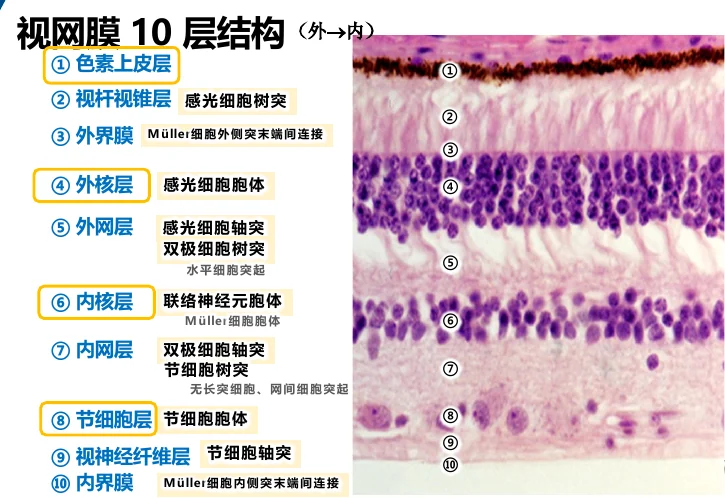 视网膜 10 层结构（外→内）
① 色素上皮层
② 视杆视锥层 感光细胞树突
③ 外界膜 Müller细胞外侧突末端间连接
④ 外核层 感光细胞胞体
⑤ 外网层 感光细胞轴突
双极细胞树突
水平细胞突起
⑥ 内核层 联络神经元胞体
Müller细胞胞体
⑦ 内网层 双极细胞轴突
节细胞树突
无长突细胞、网间细胞突起
⑧ 节细胞层 节细胞胞体
⑨ 视神经纤维层 节细胞轴突
⑩ 内界膜 Müller细胞内侧突末端间连接
①
②
③
④
⑤
⑥
⑦
⑧
⑨
⑩